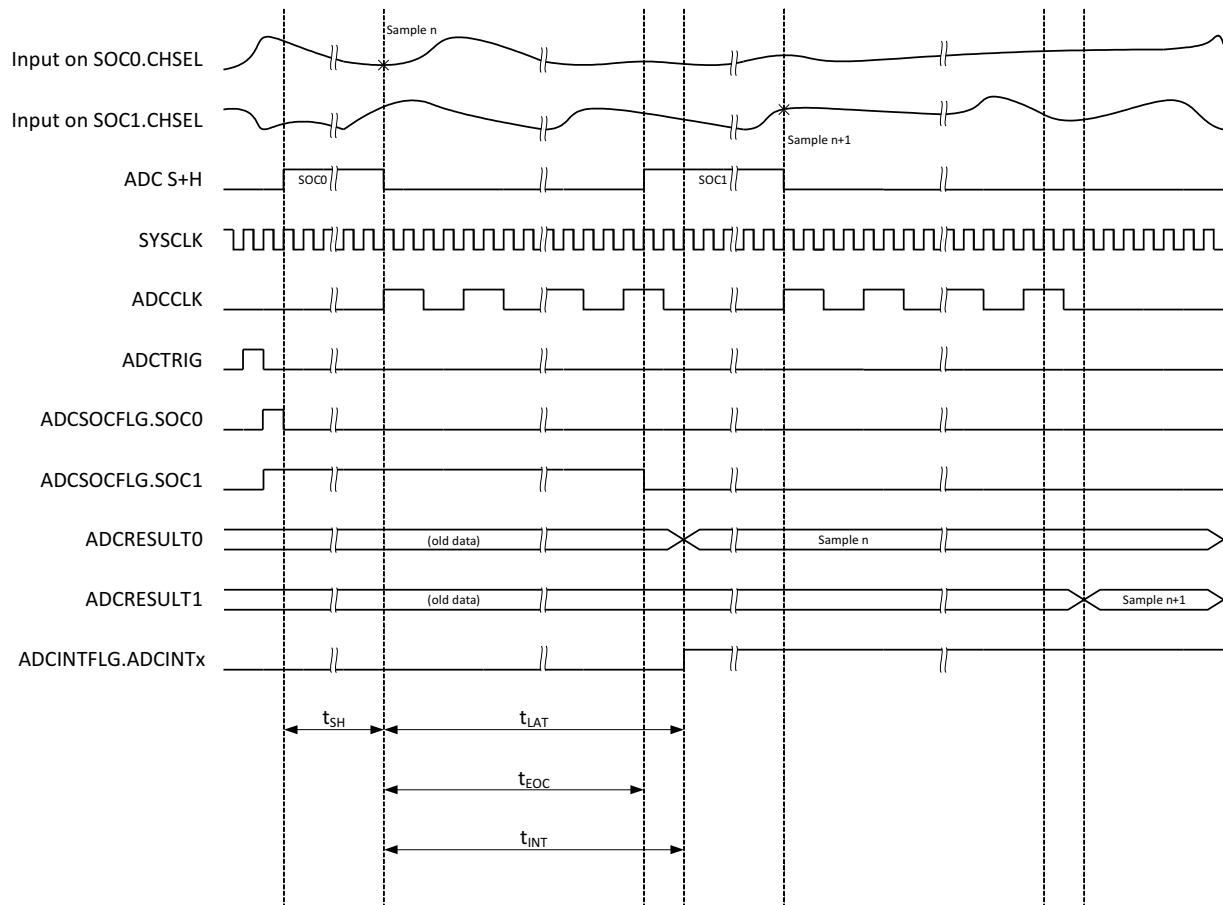 Sample n
Input on SOC0.CHSEL
Input on SOC1.CHSEL
Sample n+1
ADC S+H
SOC0
SOC1
SYSCLK
ADCCLK
ADCTRIG
ADCSOCFLG.SOC0
ADCSOCFLG.SOC1
ADCRESULT0
(old data)
Sample n
ADCRESULT1
(old data)
Sample n+1
ADCINTFLG.ADCINTx
tSH
tLAT
tEOC
tINT